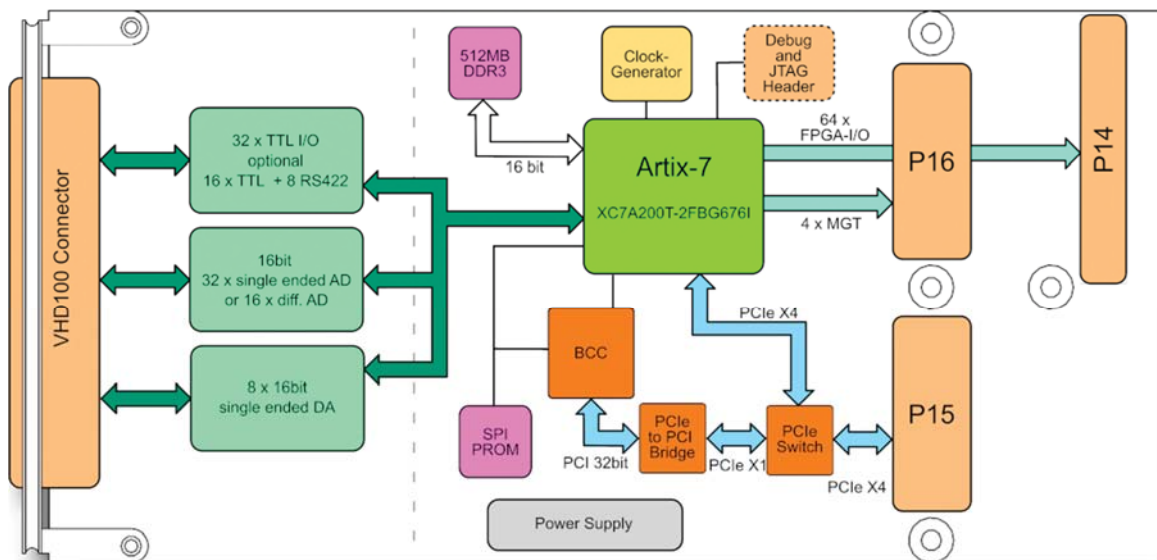 VHD100 Connector
32 x TTL I/O
optional
16 x TTL + 8 RS422
16bit
32 x single ended AD
or 16 x diff. AD
8 x 16bit
single ended DA
512MB
DDR3
16 bit
Clock-
Generator
Debug
and
JTAG
Header
Artix-7
XC7A200T-2FBG676I
64 x
FPGA-I/O
4 x MGT
P16
P14
PCIe X4
BCC
SPI
PROM
PCI 32bit
PCIe
to PCI
Bridge
PCIe X1
PCIe
Switch
PCIe X4
P15
Power Supply